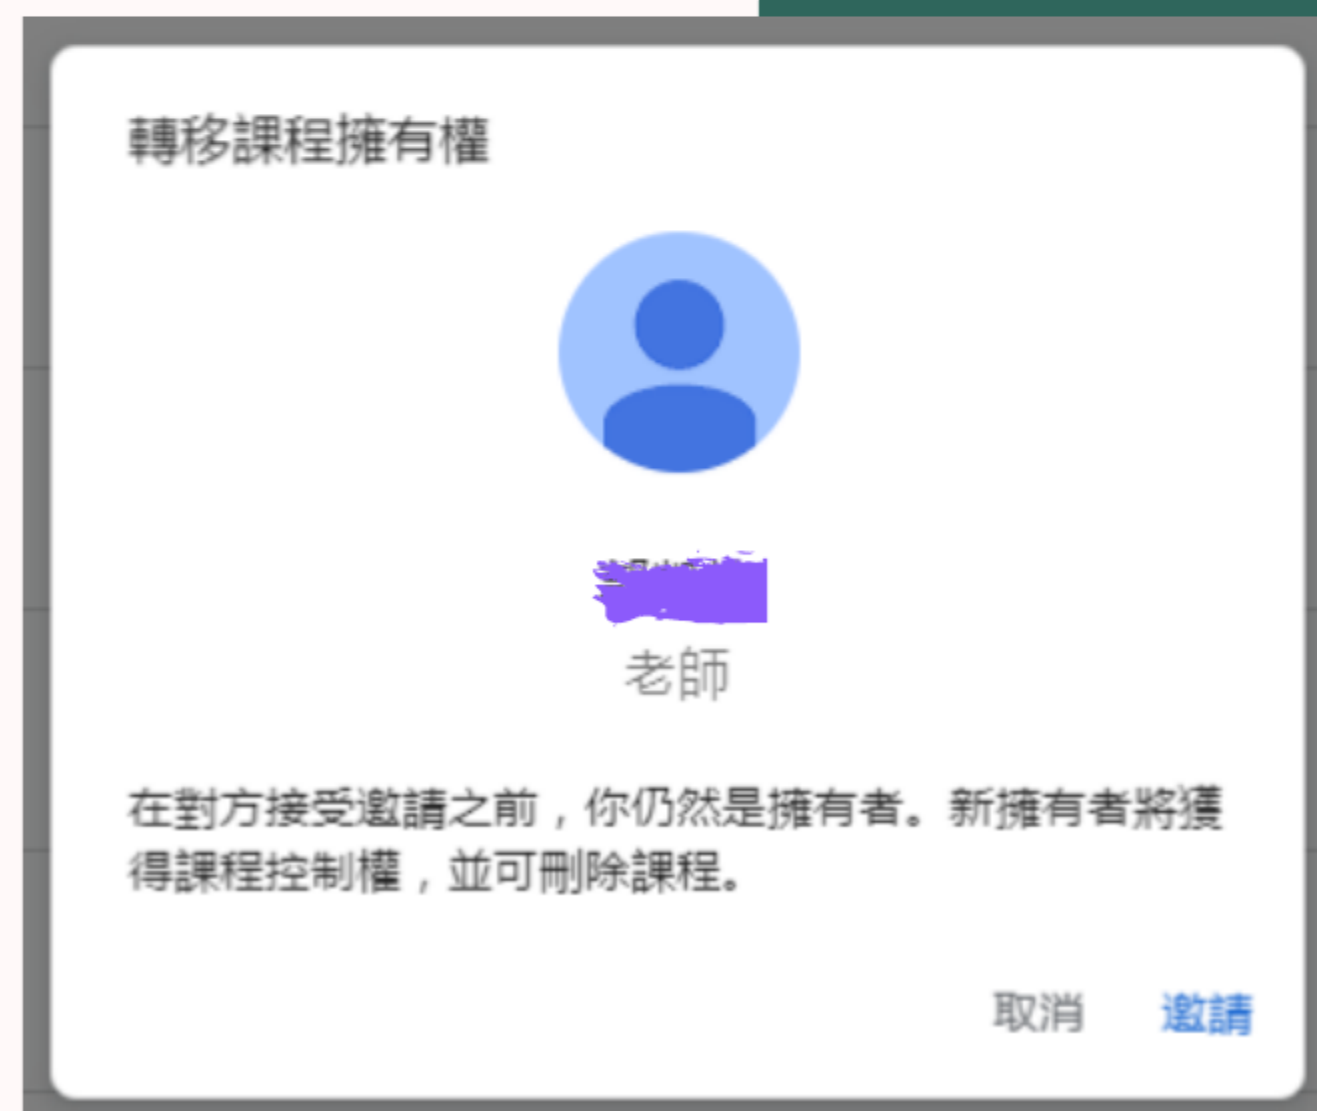 轉移課程擁有權
老師
在對方接受邀請之前，你仍然是擁有者。新擁有者將獲
得課程控制權，並可刪除課程。
取消
邀請